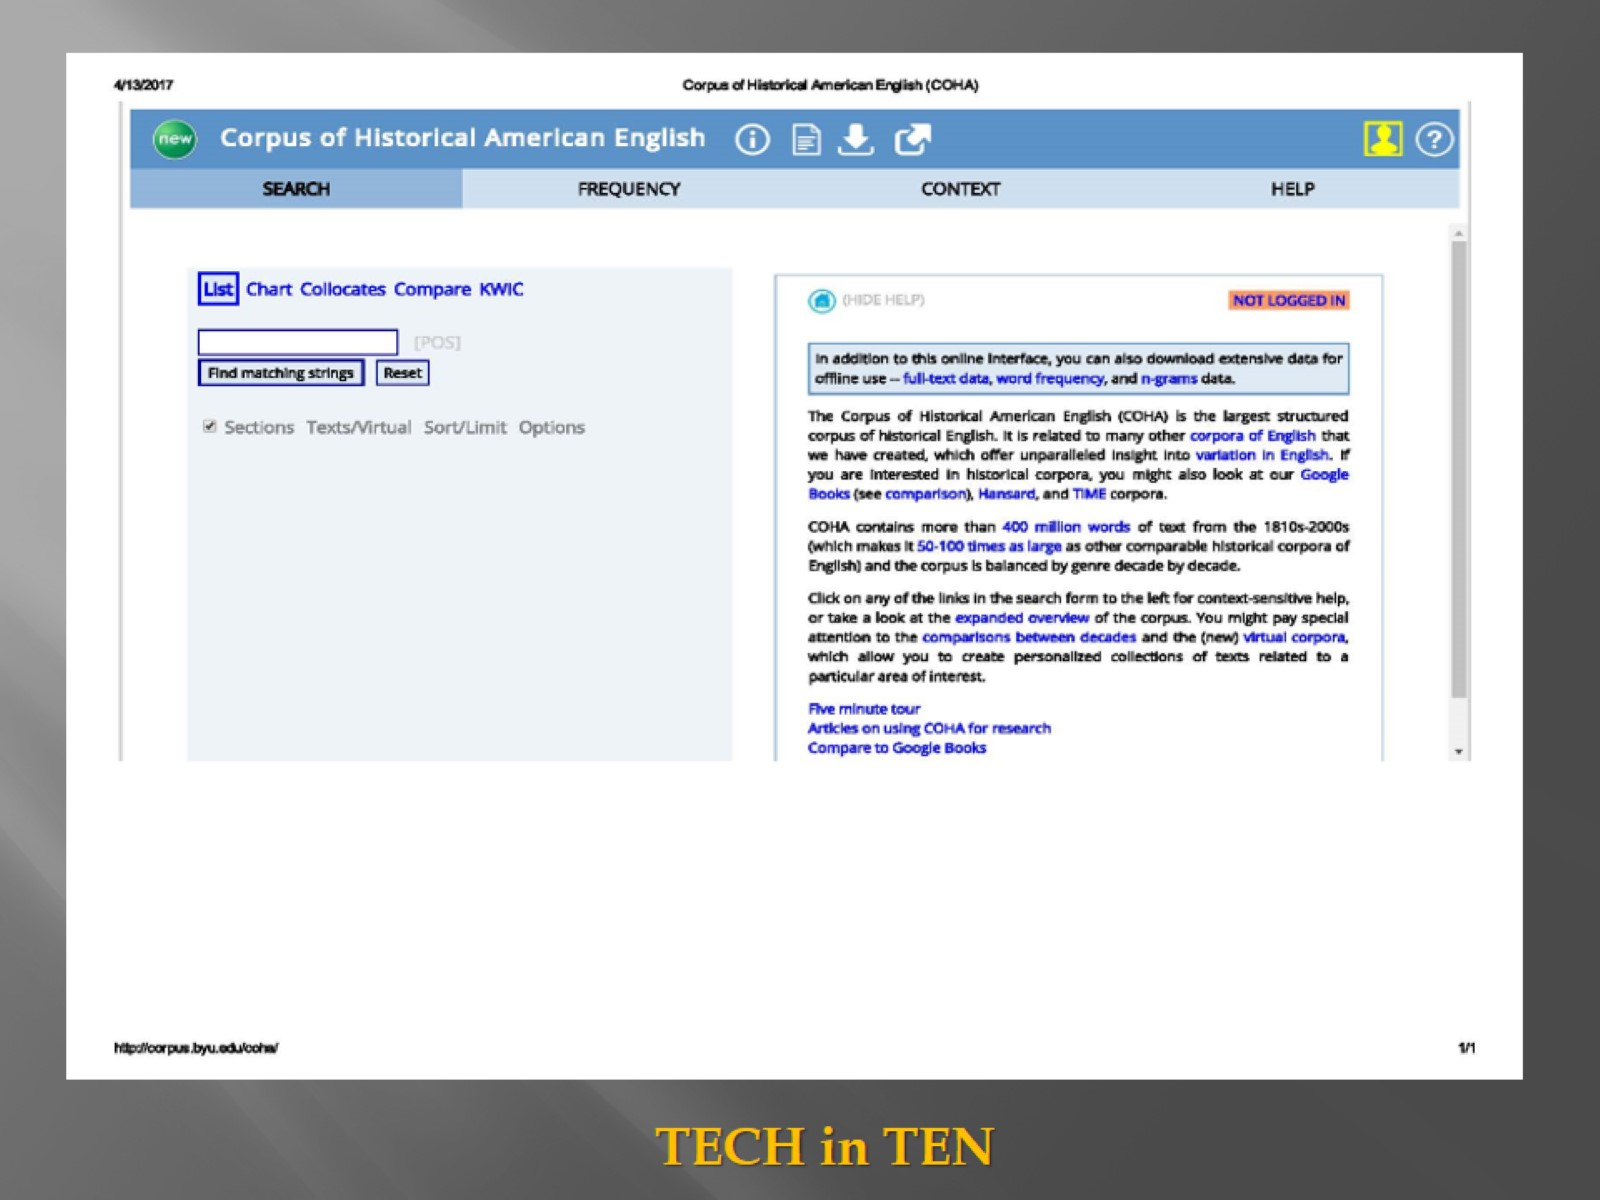 4/13/2017
Corpus of Historical American English (COHA)
new
Corpus of Historical American English
SEARCH
FREQUENCY
CONTEXT
HELP
List Chart Collocates Compare KWIC
[POS]
Find matching strings
Reset
Sections Texts/Virtual Sort/Limit Options
(HIDE HELP)
NOT LOGGED IN
In addition to this online interface, you can also download extensive data for
offline use -- full-text data, word frequency, and n-grams data.
The Corpus of Historical American English (COHA) is the largest structured
corpus of historical English. It is related to many other corpora of English that
we have created, which offer unparalleled insight into variation in English. If
you are interested in historical corpora, you might also look at our Google
Books (see comparison), Hansard, and TIME corpora.
COHA contains more than 400 million words of text from the 1810s-2000s
(which makes it 50-100 times as large as other comparable historical corpora of
English) and the corpus is balanced by genre decade by decade.
Click on any of the links in the search form to the left for context-sensitive help,
or take a look at the expanded overview of the corpus. You might pay special
attention to the comparisons between decades and the (new) virtual corpora,
which allow you to create personalized collections of texts related to a
particular area of interest.
Five minute tour
Articles on using COHA for research
Compare to Google Books
http://corpus.byu.edu/coha/
1/1
TECH in TEN